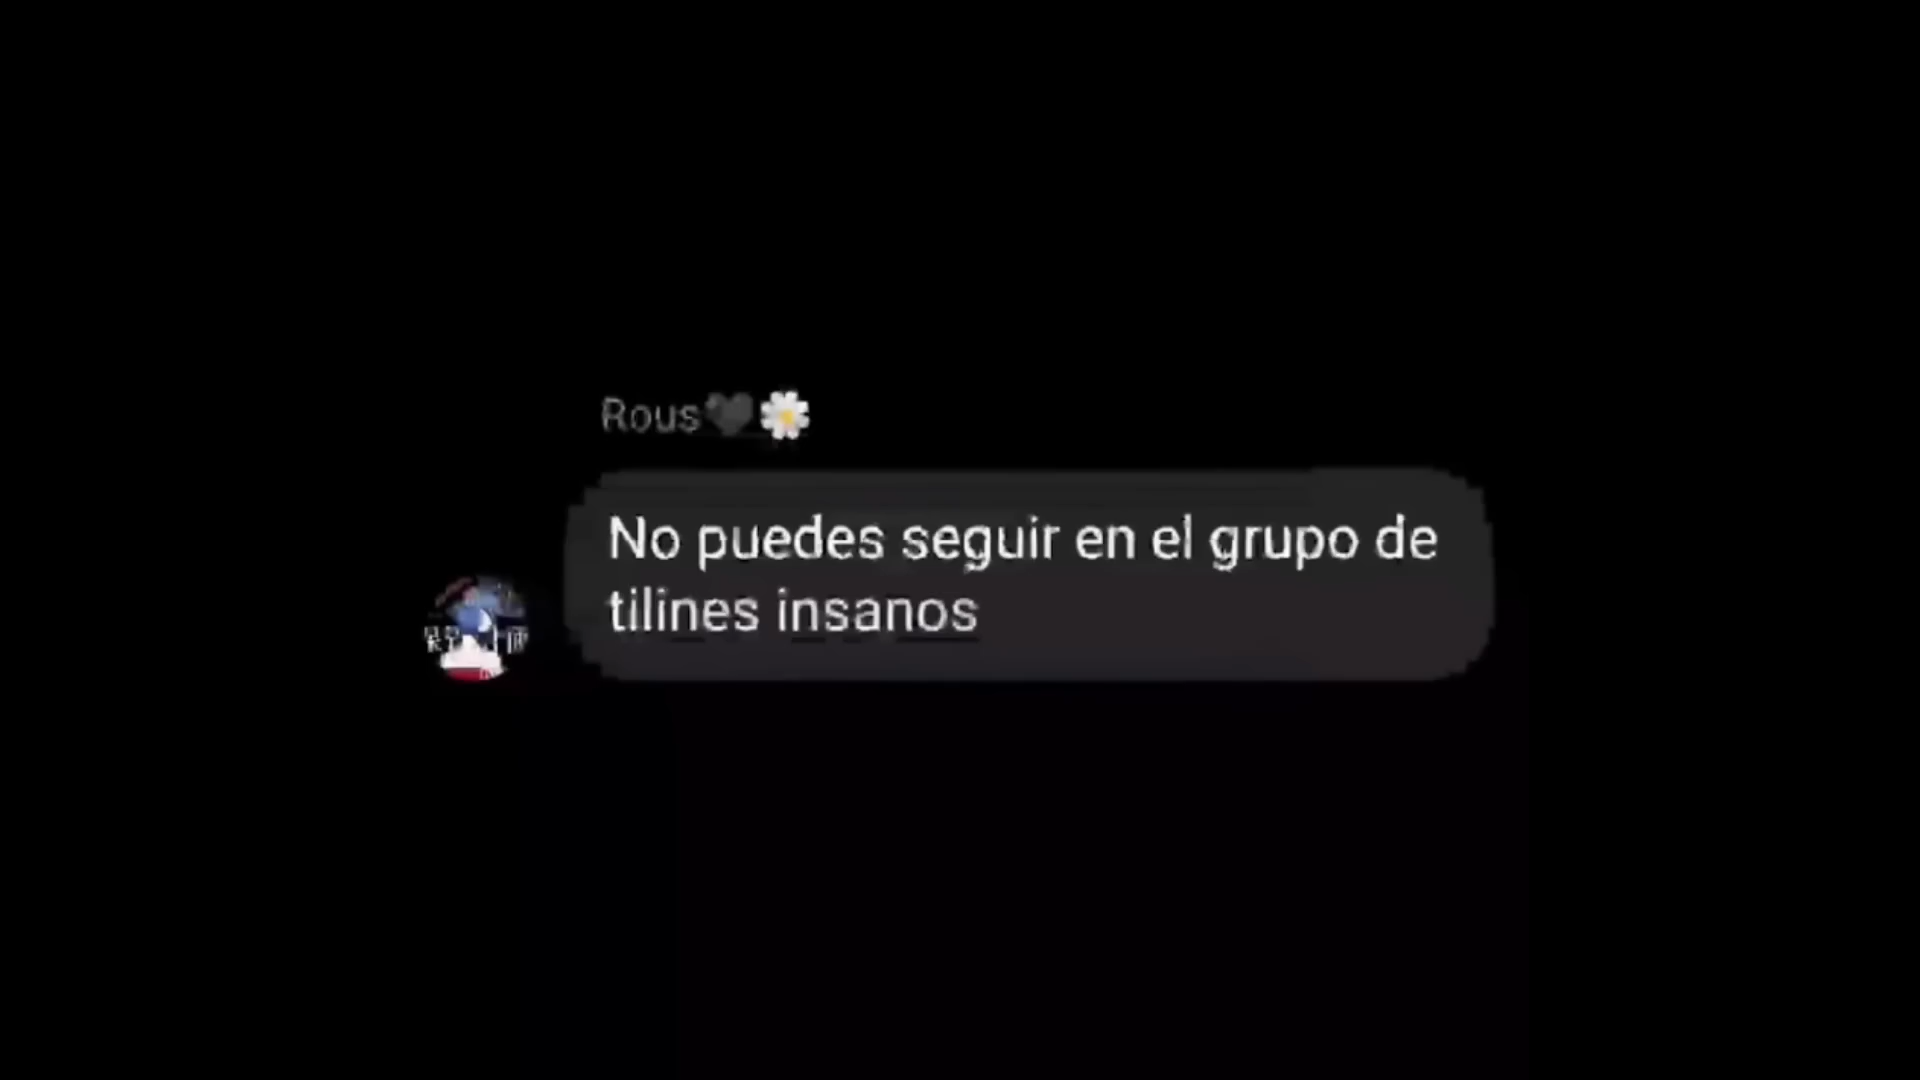 Rous🖤🌼
No puedes seguir en el grupo de
tilines insanos